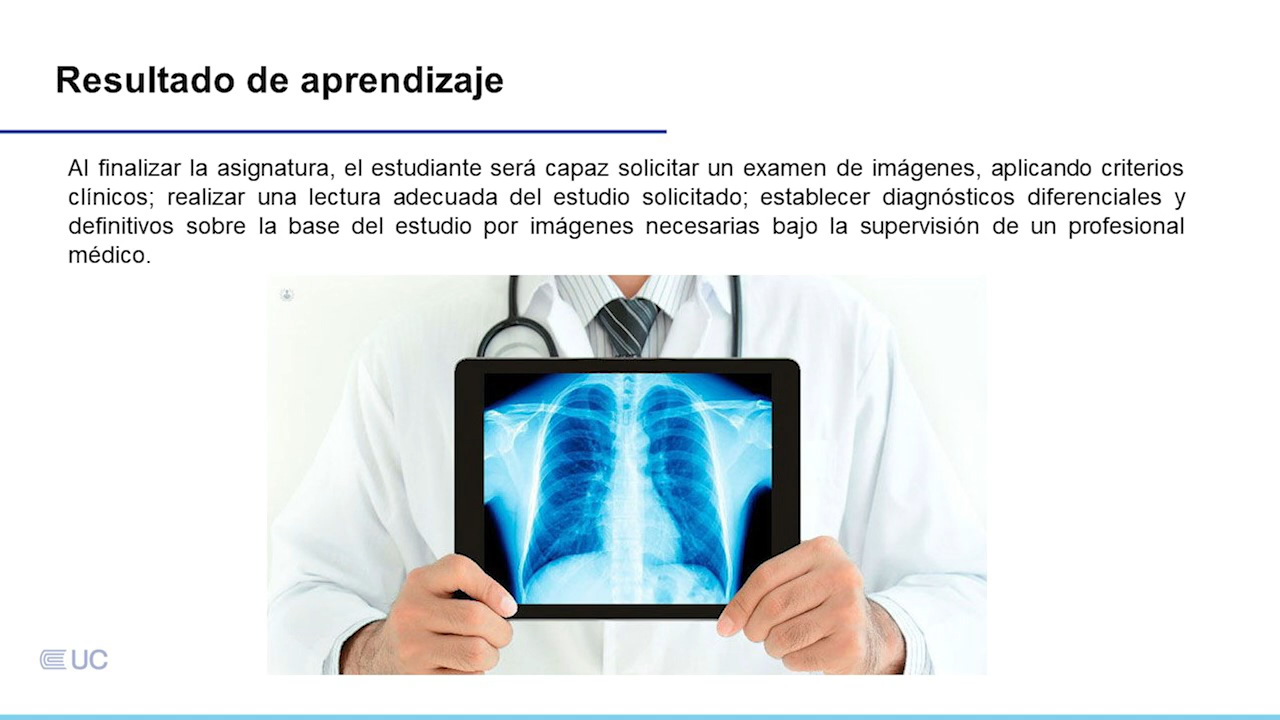 Resultado de aprendizaje
Al finalizar la asignatura, el estudiante será capaz solicitar un examen de imágenes, aplicando criterios
clínicos; realizar una lectura adecuada del estudio solicitado; establecer diagnósticos diferenciales y
definitivos sobre la base del estudio por imágenes necesarias bajo la supervisión de un profesional
médico.
UC